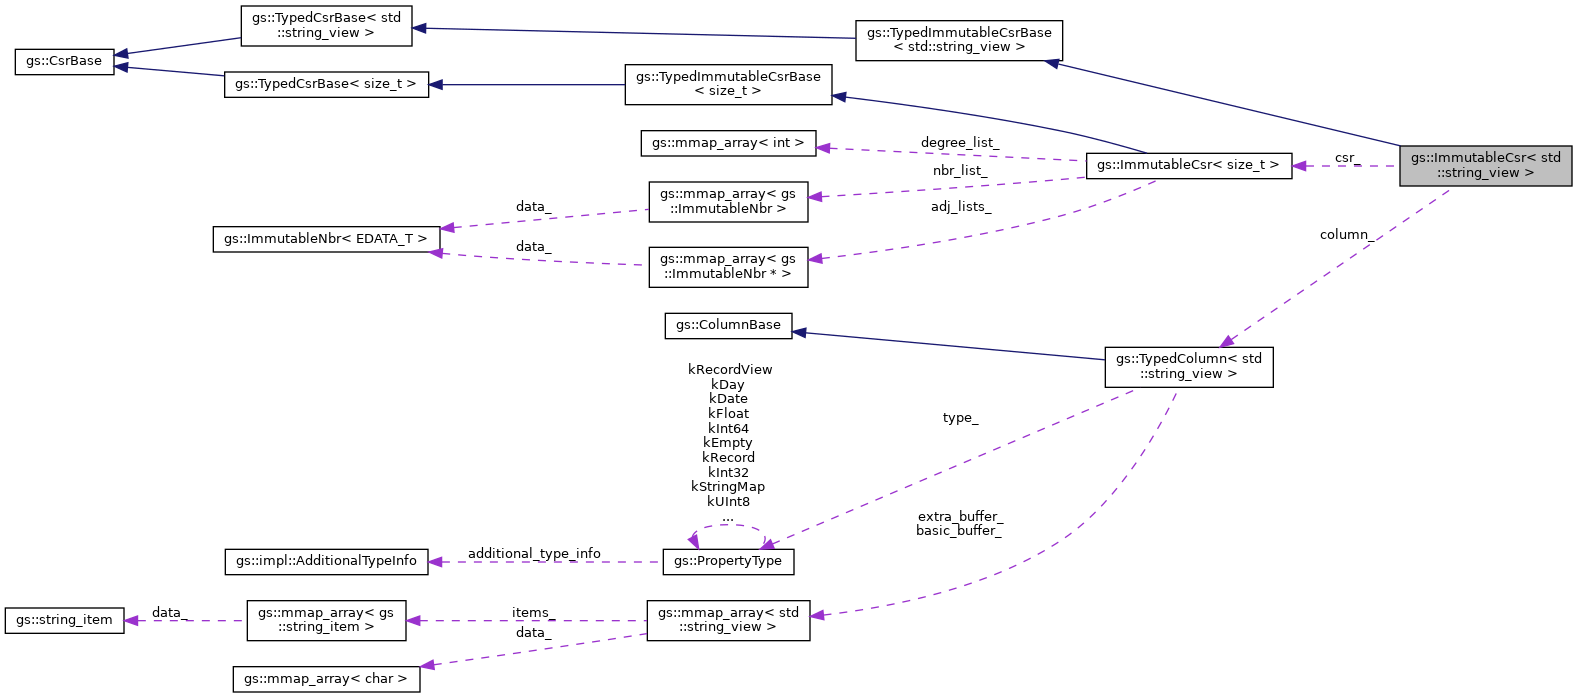 gs::TypedCsrBase< std
::string_view >
gs::TypedImmutableCsrBase
< std::string_view >
gs::CsrBase
gs::TypedCsrBase< size_t >
gs::TypedImmutableCsrBase
< size_t >
gs::mmap_array< int >
degree_list_
gs::ImmutableCsr< size_t >
csr_
gs::ImmutableCsr< std
::string_view >
nbr_list_
gs::mmap_array< gs
::ImmutableNbr >
data_
adj_lists_
gs::ImmutableNbr< EDATA_T >
data_
gs::mmap_array< gs
::ImmutableNbr * >
column_
gs::ColumnBase
gs::TypedColumn< std
::string_view >
kRecordView
kDay
kDate
kFloat
kInt64
kEmpty
kRecord
kInt32
kStringMap
kUInt8
...
type_
extra_buffer_
basic_buffer_
gs::impl::AdditionalTypeInfo
additional_type_info
gs::PropertyType
gs::string_item
data_
gs::mmap_array< gs
::string_item >
items_
data_
gs::mmap_array< std
::string_view >
gs::mmap_array< char >